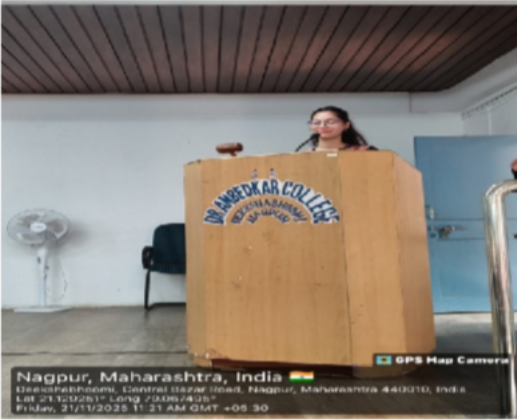 DR AMBEDKAR COLLEGE
DEEKSHABHOOMI
NAGPUR
GPS Map Camera
Nagpur, Maharashtra, India 🇮🇳
Deekshabhoomi, Central Bazar Road, Nagpur, Maharashtra 440010, India
Friday, 21/11/2025 11:21 AM GMT +05:30